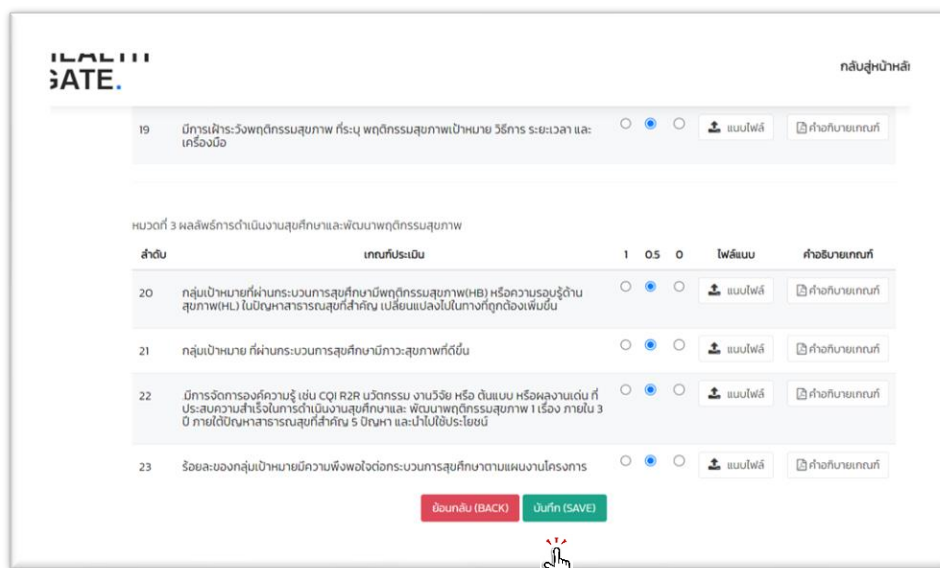 GATE.
กลับสู่หน้าหลั
19 มีการเฝ้าระวังพฤติกรรมสุขภาพ ที่ระบุ พฤติกรรมสุขภาพเป้าหมาย วิธีการ ระยะเวลา และ แนบไฟล์ คำอธิบายเกณฑ์
เครื่องมือ
หมวดที่ 3 ผลลัพธ์การดำเนินงานสุขศึกษาและพัฒนาพฤติกรรมสุขภาพ
ลำดับ เกณฑ์ประเมิน 1 0.5 0 ไฟล์แนบ คำอธิบายเกณฑ์
20 กลุ่มเป้าหมายที่ผ่านกระบวนการสุขศึกษามีพฤติกรรมสุขภาพ(HB) หรือความรอบรู้ด้าน แนบไฟล์ คำอธิบายเกณฑ์
สุขภาพ(HL) ในปัญหาสาธารณสุขที่สำคัญ เปลี่ยนแปลงไปในทางที่ถูกต้องเพิ่มขึ้น
21 กลุ่มเป้าหมาย ที่ผ่านกระบวนการสุขศึกษามีภาวะสุขภาพที่ดีขึ้น แนบไฟล์ คำอธิบายเกณฑ์
22 .มีการจัดการองค์ความรู้ เช่น CQI R2R นวัตกรรม งานวิจัย หรือ ต้นแบบ หรือผลงานเด่น ที่ แนบไฟล์ คำอธิบายเกณฑ์
ประสบความสำเร็จในการดำเนินงานสุขศึกษาและ พัฒนาพฤติกรรมสุขภาพ 1 เรื่อง ภายใน 3
ปี ภายใต้ปัญหาสาธารณสุขที่สำคัญ 5 ปัญหา และนำไปใช้ประโยชน์
23 ร้อยละของกลุ่มเป้าหมายมีความพึงพอใจต่อกระบวนการสุขศึกษาตามแผนงานโครงการ แนบไฟล์ คำอธิบายเกณฑ์
ย้อนกลับ (BACK) บันทึก (SAVE)